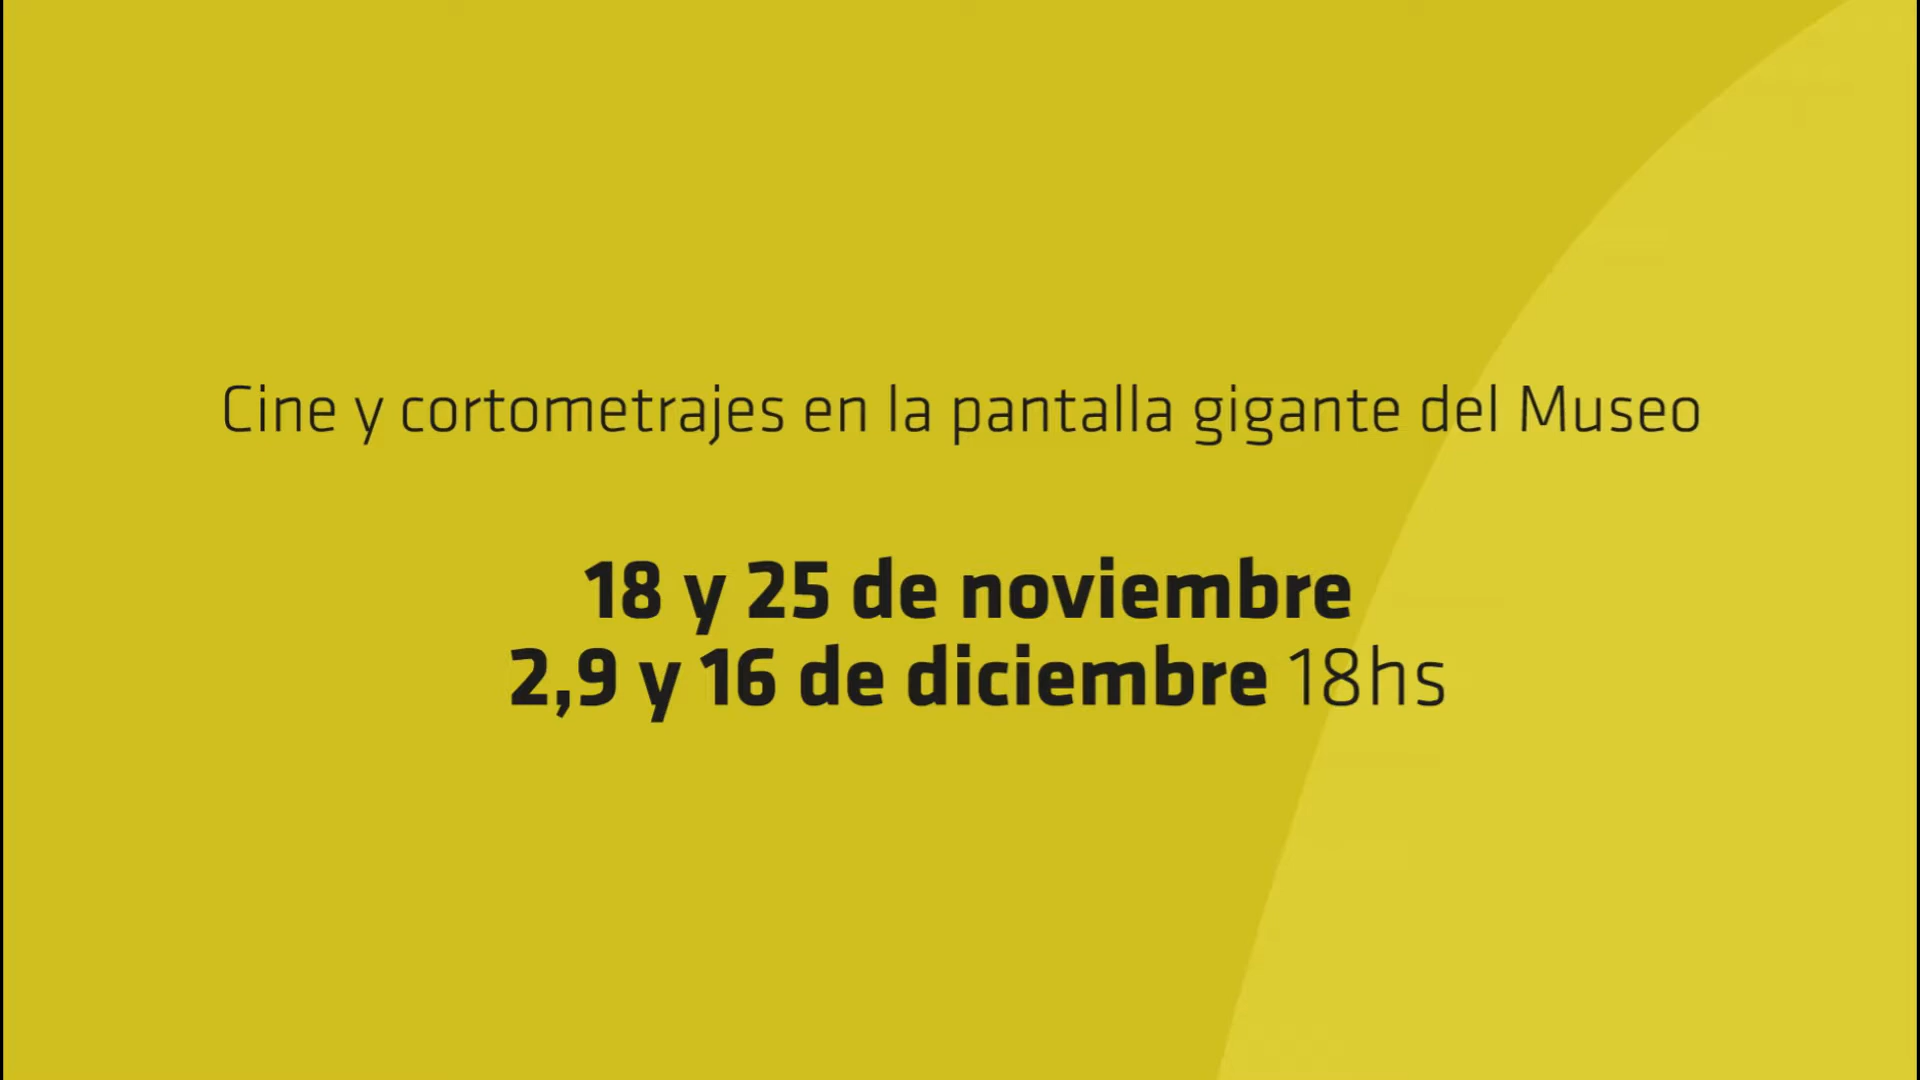 Cine y cortometrajes en la pantalla gigante del Museo
18 y 25 de noviembre
2,9 y 16 de diciembre 18hs